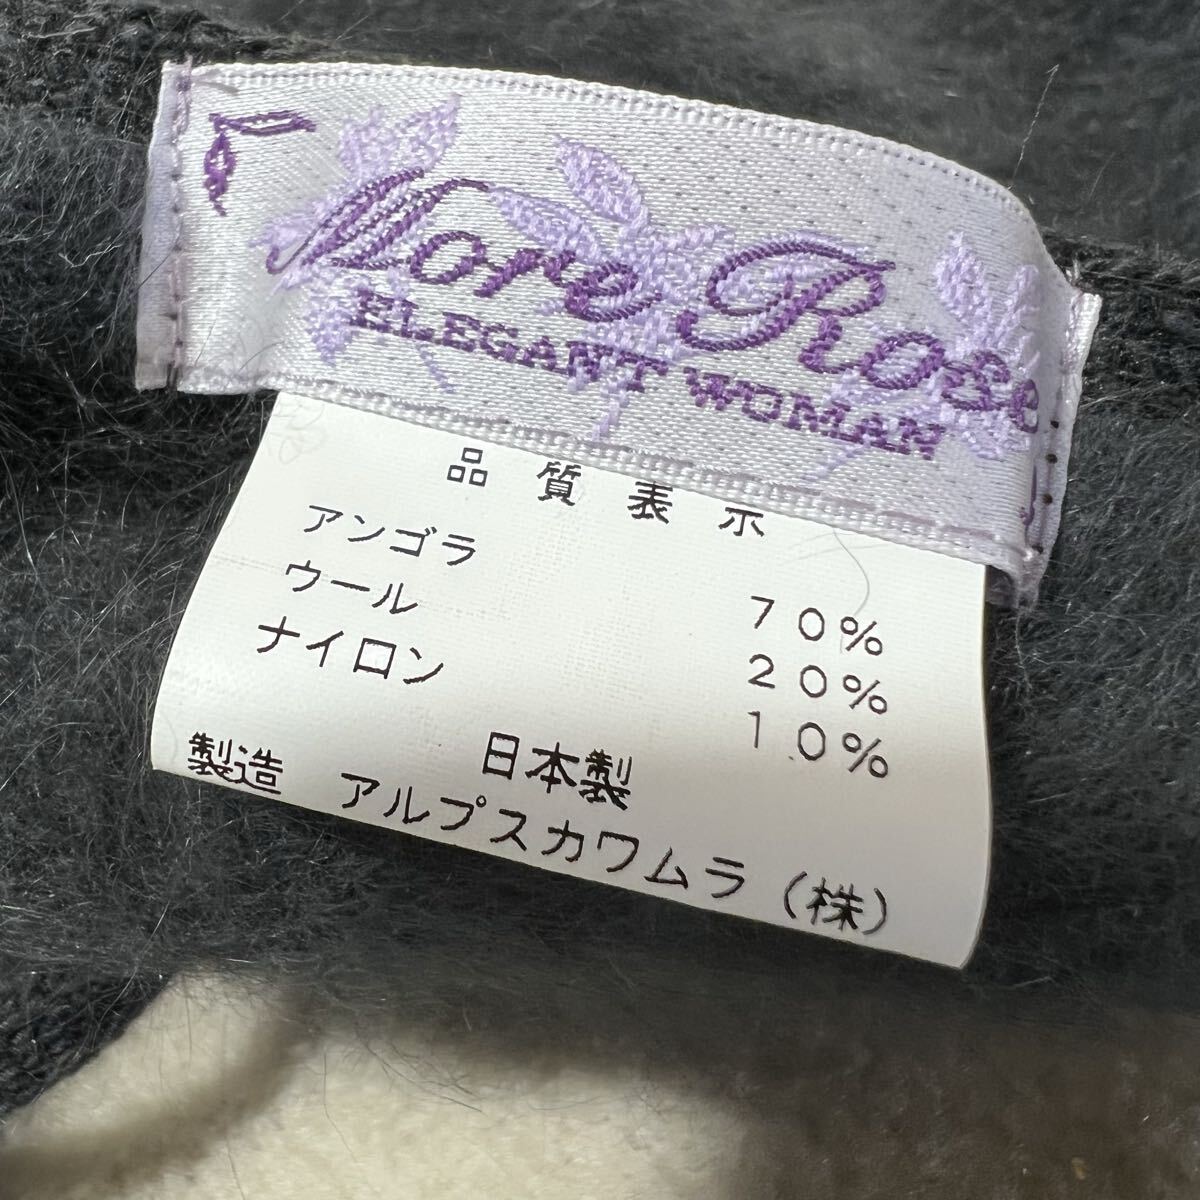 More Rose
ELEGANT WOMAN
品質表示
アンゴラ 70%
ウール 20%
ナイロン 10%
日本製
製造 アルプスカワムラ(株)